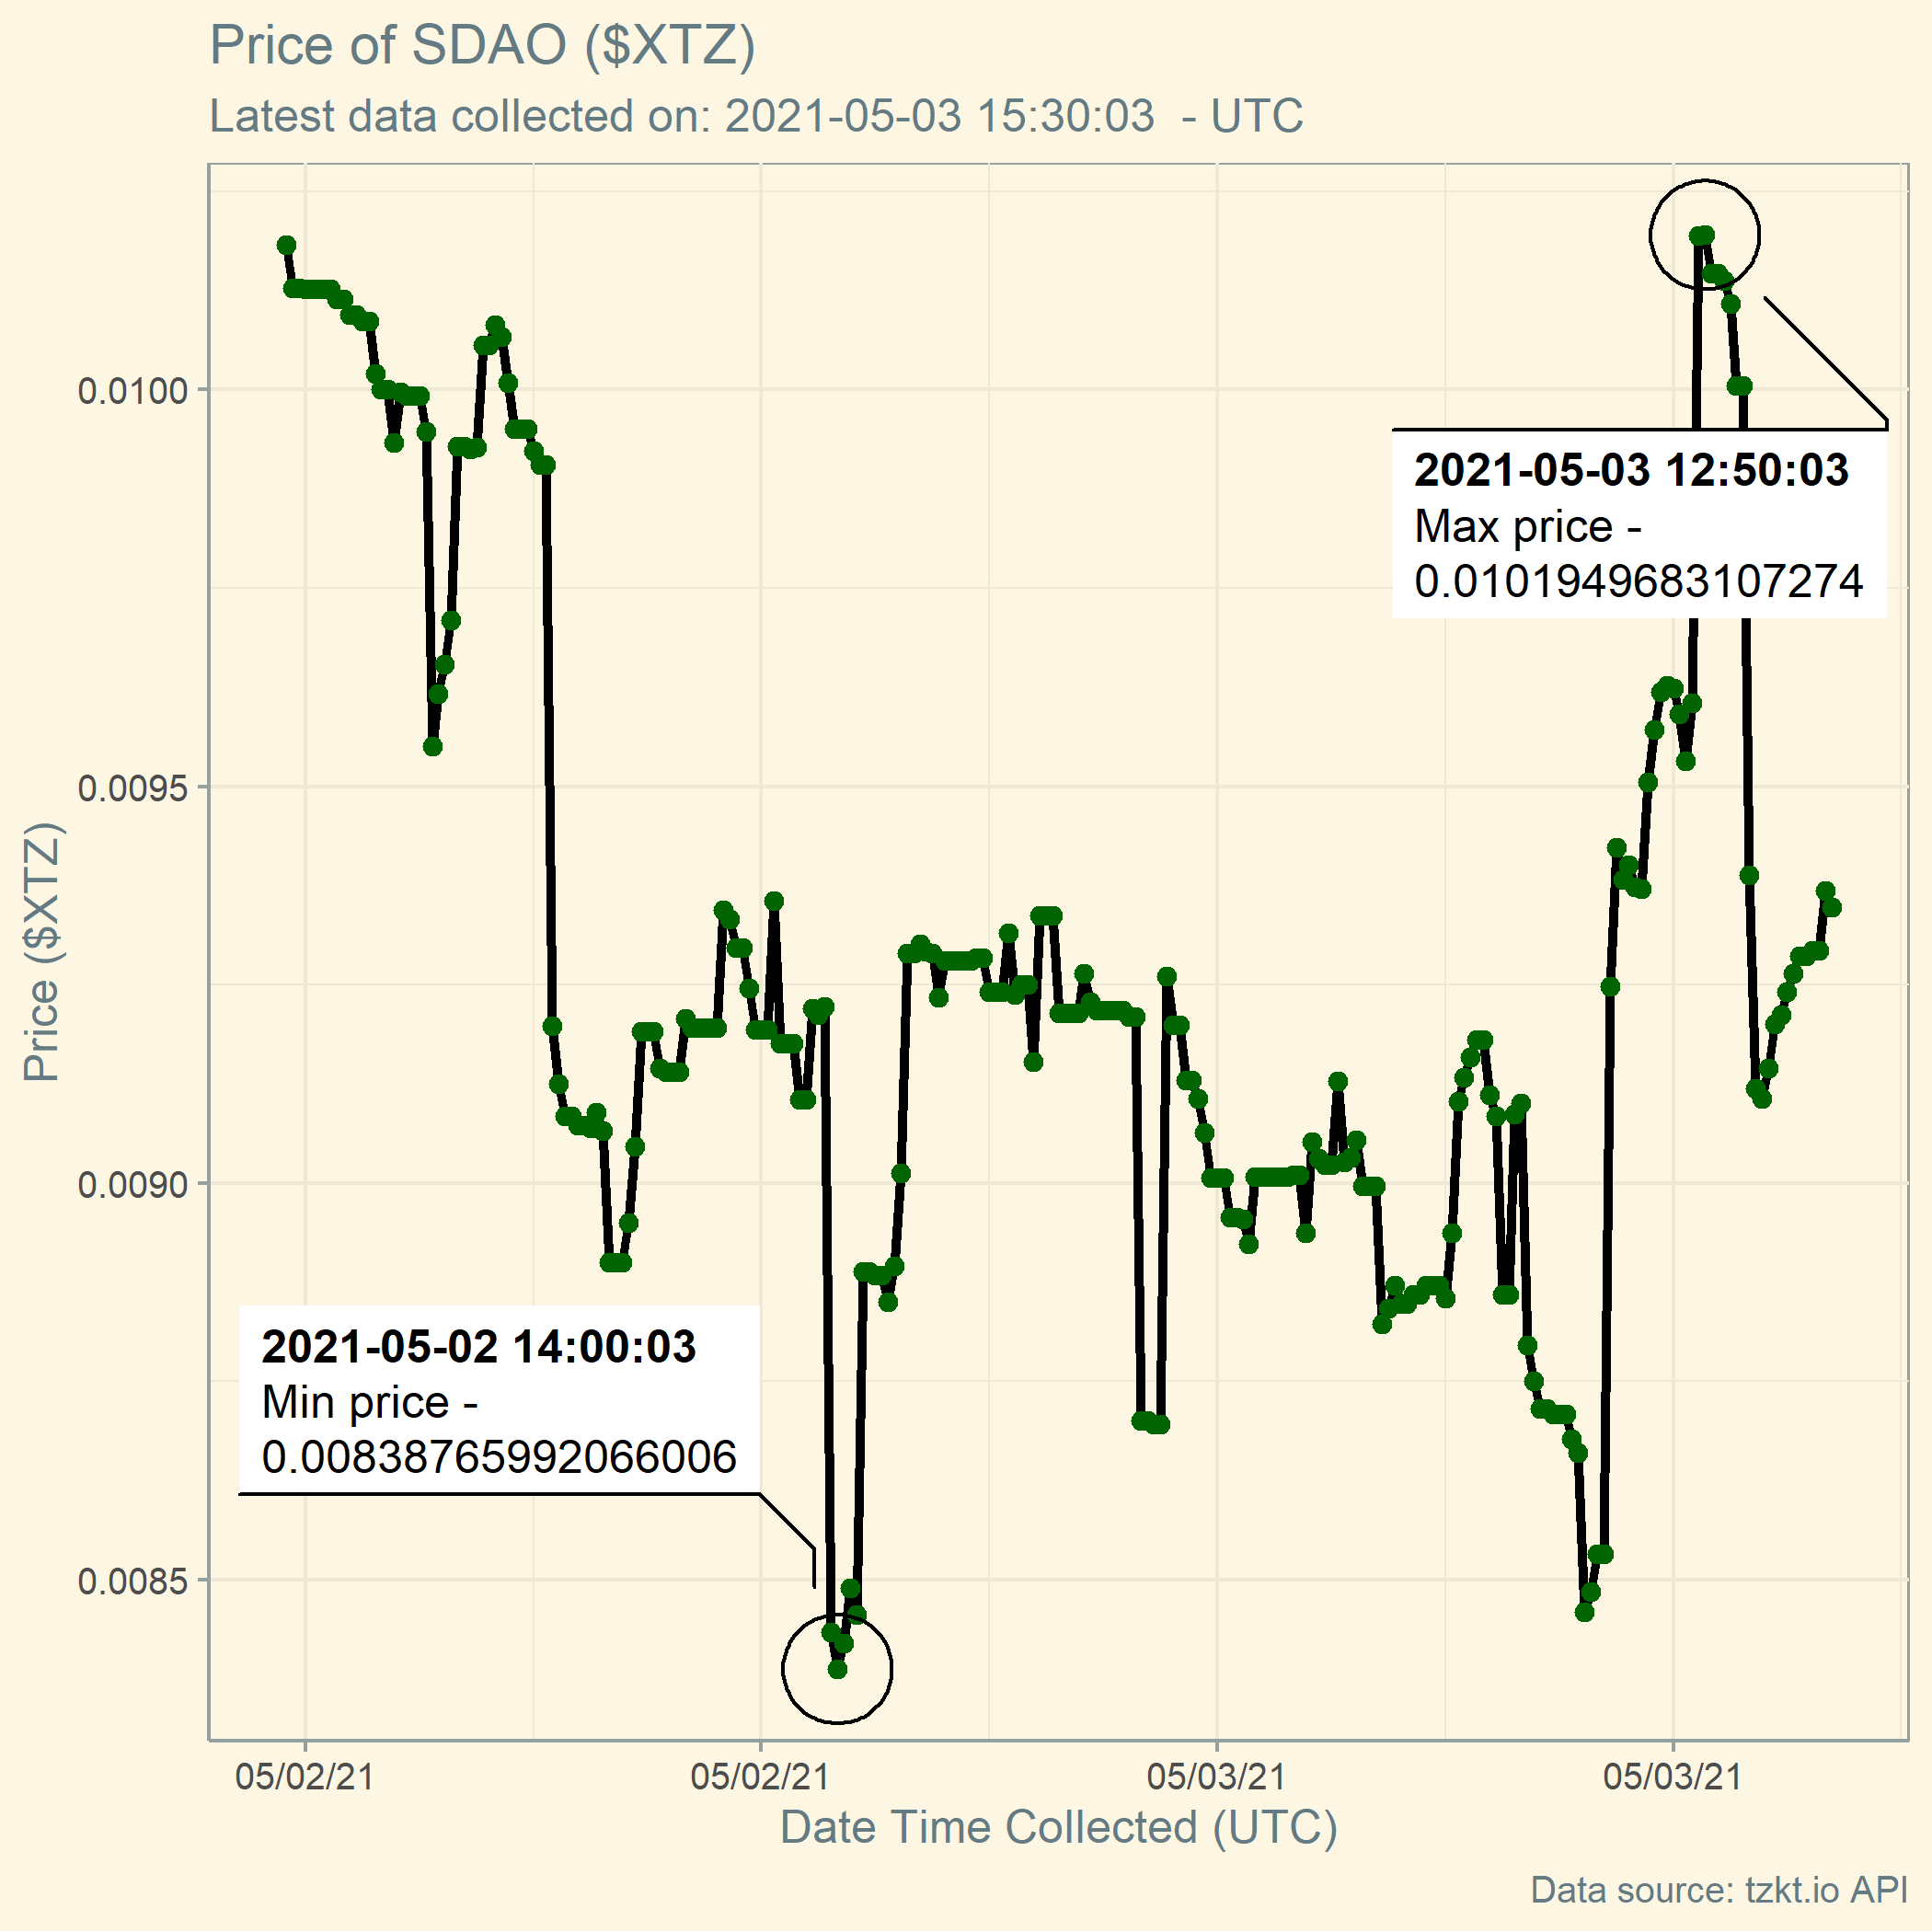 Price of SDAO ($XTZ)
Latest data collected on: 2021-05-03 15:30:03  - UTC
0.0100
0.0095
0.0090
0.0085
Price ($XTZ)
2021-05-03 12:50:03
Max price -
0.0101949683107274
2021-05-02 14:00:03
Min price -
0.00838765992066006
05/02/21
05/02/21
05/03/21
05/03/21
Date Time Collected (UTC)
Data source: tzkt.io API